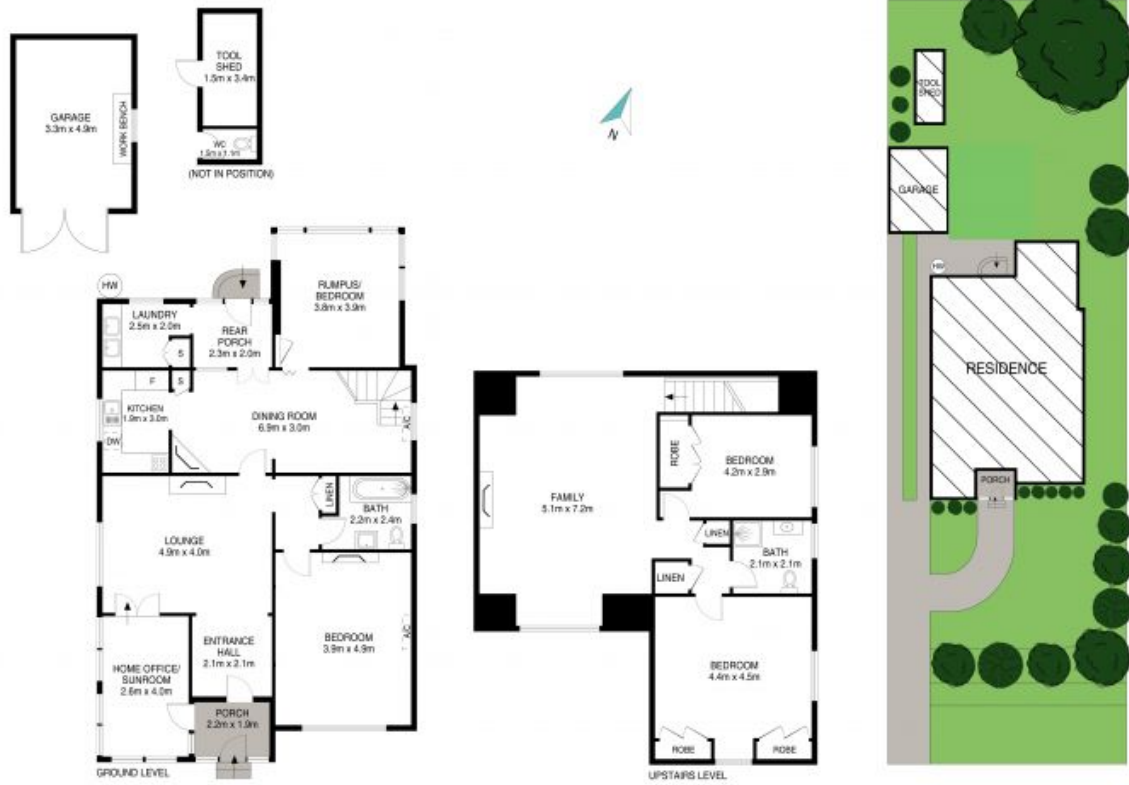 TOOL
SHED
1.5m x 3.4m
WC
1.5m x 1.1m
(NOT IN POSITION)
GARAGE
3.3m x 4.9m
WORK BENCH
N
HW
LAUNDRY
2.5m x 2.0m
S
REAR
PORCH
2.3m x 2.0m
RUMPUS/
BEDROOM
3.8m x 3.9m
F
S
KITCHEN
1.9m x 3.0m
DW
DINING ROOM
6.9m x 3.0m
A/C
LINEN
BATH
2.2m x 2.4m
LOUNGE
4.9m x 4.0m
BEDROOM
3.9m x 4.9m
A/C
ENTRANCE
HALL
2.1m x 2.1m
HOME OFFICE/
SUNROOM
2.6m x 4.0m
PORCH
2.2m x 1.9m
GROUND LEVEL
FAMILY
5.1m x 7.2m
ROBE
BEDROOM
4.2m x 2.9m
LINEN
BATH
2.1m x 2.1m
LINEN
BEDROOM
4.4m x 4.5m
ROBE
ROBE
UPSTAIRS LEVEL
TOOL
SHED
GARAGE
HW
RESIDENCE
PORCH